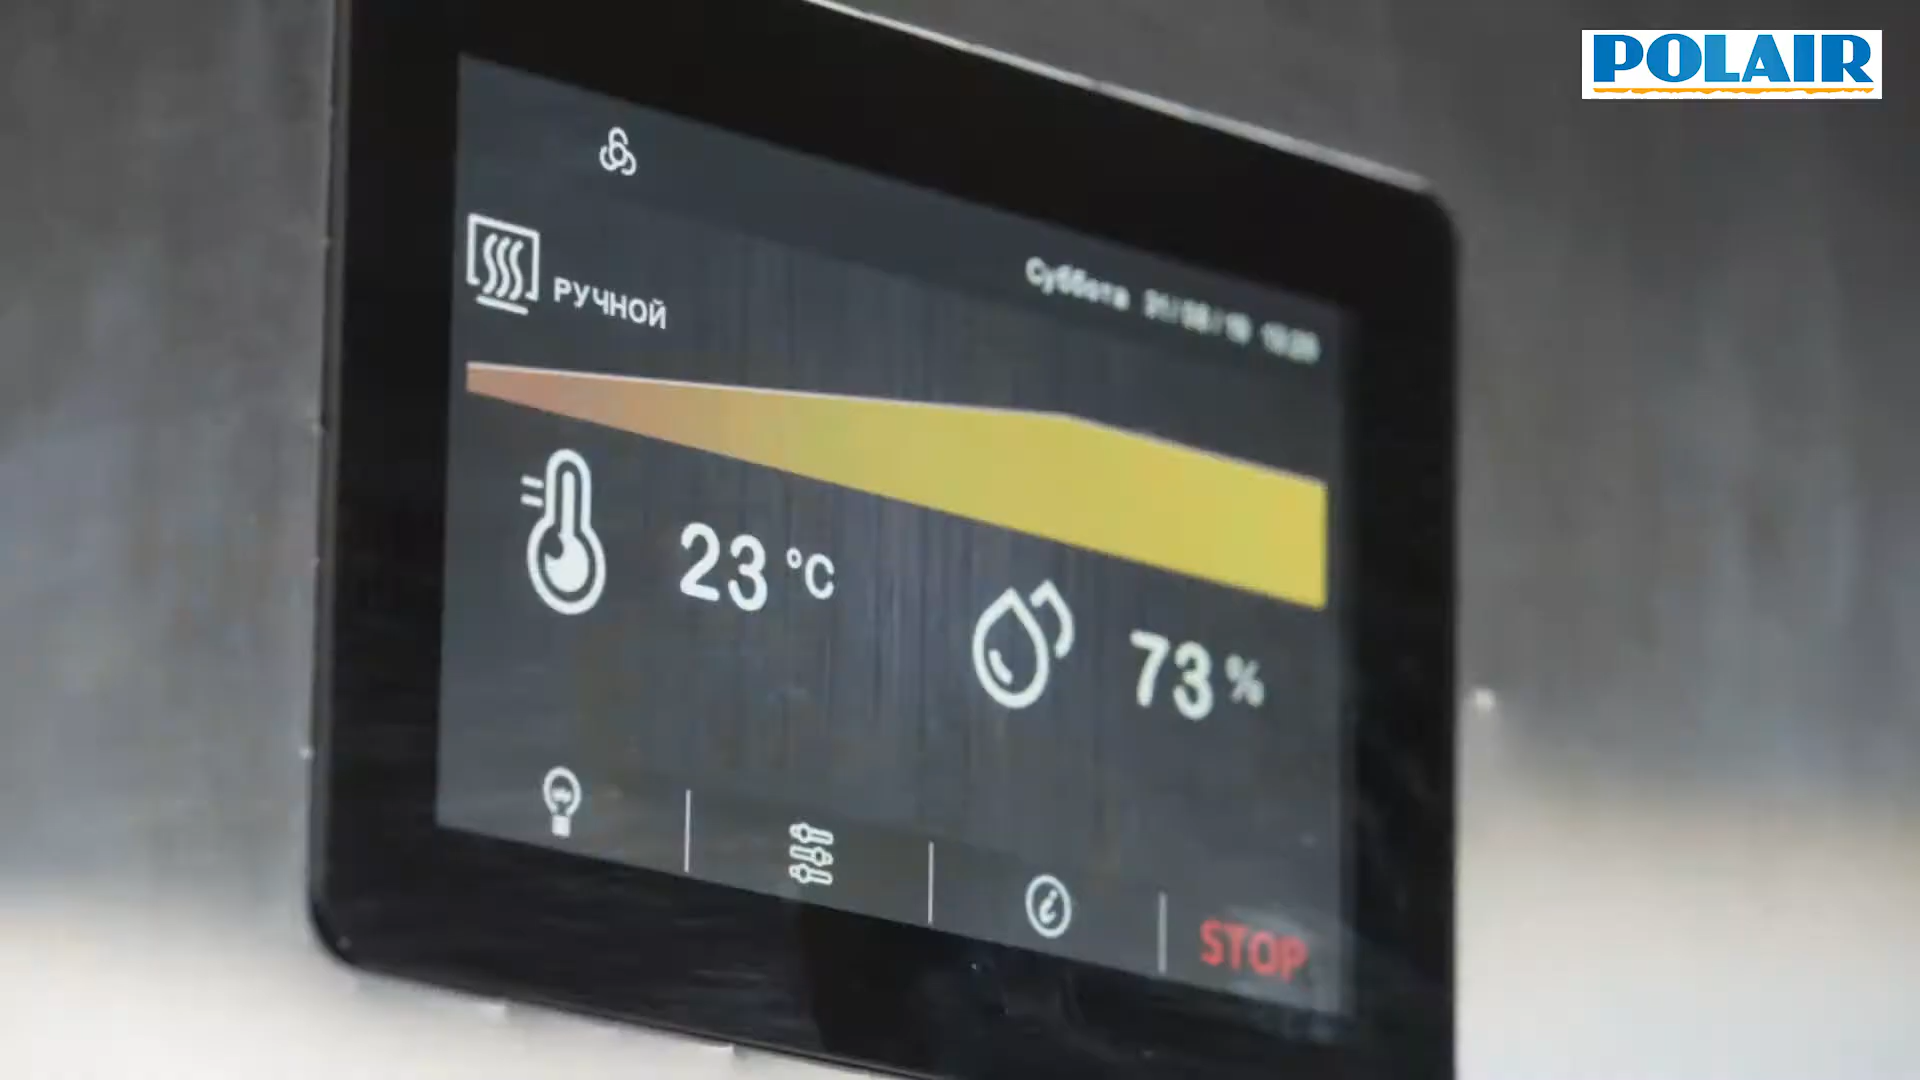 POLAIR
Суббота
РУЧНОЙ
23 °C
73 %
STOP